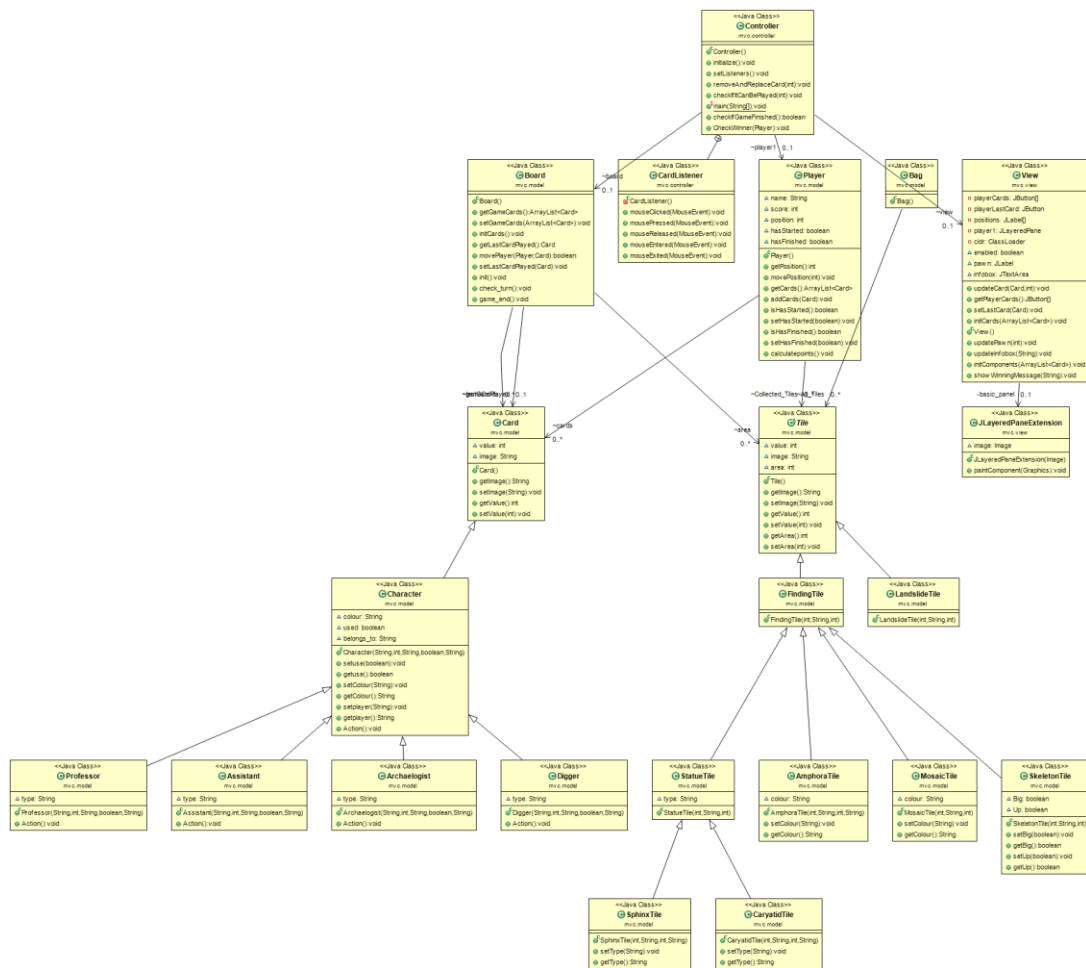 <<Java Class>>
Controller
mvc.controller
Controller()
initialize():void
setListeners():void
removeAndReplaceCard(int):void
checkIfItCanBePlayed(int):void
main(String[]):void
checkIfGameFinished():boolean
CheckWinner(Player):void
~board
0..1
~player1
0..1
~view
0..1
<<Java Class>>
Board
mvc.model
Board()
getGameCards():ArrayList<Card>
setGameCards(ArrayList<Card>):void
initCards():void
getLastCardPlayed():Card
movePlayer(Player,Card):boolean
setLastCardPlayed(Card):void
init():void
check_turn():void
game_end():void
<<Java Class>>
CardListener
mvc.controller
CardListener()
mouseClicked(MouseEvent):void
mousePressed(MouseEvent):void
mouseReleased(MouseEvent):void
mouseEntered(MouseEvent):void
mouseExited(MouseEvent):void
<<Java Class>>
Player
mvc.model
name: String
score: int
position: int
hasStarted: boolean
hasFinished: boolean
Player()
getPosition():int
movePosition(int):void
getCards():ArrayList<Card>
addCards(Card):void
isHasStarted():boolean
setHasStarted(boolean):void
isHasFinished():boolean
setHasFinished(boolean):void
calculatepoints():void
<<Java Class>>
Bag
mvc.model
Bag()
<<Java Class>>
View
mvc.view
playerCards: JButton[]
playerLastCard: JButton
positions: JLabel[]
player1: JLayeredPane
cldr: ClassLoader
enabled: boolean
pawn: JLabel
infobox: JTextArea
updateCard(Card,int):void
getPlayerCards():JButton[]
setLastCard(Card):void
initCards(ArrayList<Card>):void
View()
updatePawn(int):void
updateInfobox(String):void
initComponents(ArrayList<Card>):void
showWinningMessage(String):void
0..1
~Collected_Tiles
0..*
-basic_panel
0..1
~cards
0..*
~area
0..*
<<Java Class>>
Card
mvc.model
value: int
image: String
Card()
getImage():String
setImage(String):void
getValue():int
setValue(int):void
<<Java Class>>
Tile
mvc.model
value: int
image: String
area: int
Tile()
getImage():String
setImage(String):void
getValue():int
setValue(int):void
getArea():int
setArea(int):void
<<Java Class>>
JLayeredPaneExtension
mvc.view
image: Image
JLayeredPaneExtension(Image)
paintComponent(Graphics):void
<<Java Class>>
Character
mvc.model
colour: String
used: boolean
belongs_to: String
Character(String,int,String,boolean,String)
setuse(boolean):void
getuse():boolean
setColour(String):void
getColour():String
setplayer(String):void
getplayer():String
Action():void
<<Java Class>>
FindingTile
mvc.model
FindingTile(int,String,int)
<<Java Class>>
LandslideTile
mvc.model
LandslideTile(int,String,int)
<<Java Class>>
Professor
mvc.model
type: String
Professor(String,int,String,boolean,String)
Action():void
<<Java Class>>
Assistant
mvc.model
type: String
Assistant(String,int,String,boolean,String)
Action():void
<<Java Class>>
Archaelogist
mvc.model
type: String
Archaelogist(String,int,String,boolean,String)
Action():void
<<Java Class>>
Digger
mvc.model
type: String
Digger(String,int,String,boolean,String)
Action():void
<<Java Class>>
StatueTile
mvc.model
type: String
StatueTile(int,String,int)
<<Java Class>>
AmphoraTile
mvc.model
colour: String
AmphoraTile(int,String,int,String)
setColour(String):void
getColour():String
<<Java Class>>
MosaicTile
mvc.model
colour: String
MosaicTile(int,String,int)
setColour(String):void
getColour():String
<<Java Class>>
SkeletonTile
mvc.model
Big: boolean
Up: boolean
SkeletonTile(int,String,int)
setBig(boolean):void
getBig():boolean
setUp(boolean):void
getUp():boolean
<<Java Class>>
SphinxTile
mvc.model
SphinxTile(int,String,int,String)
setType(String):void
getType():String
<<Java Class>>
CaryatidTile
mvc.model
CaryatidTile(int,String,int,String)
setType(String):void
getType():String